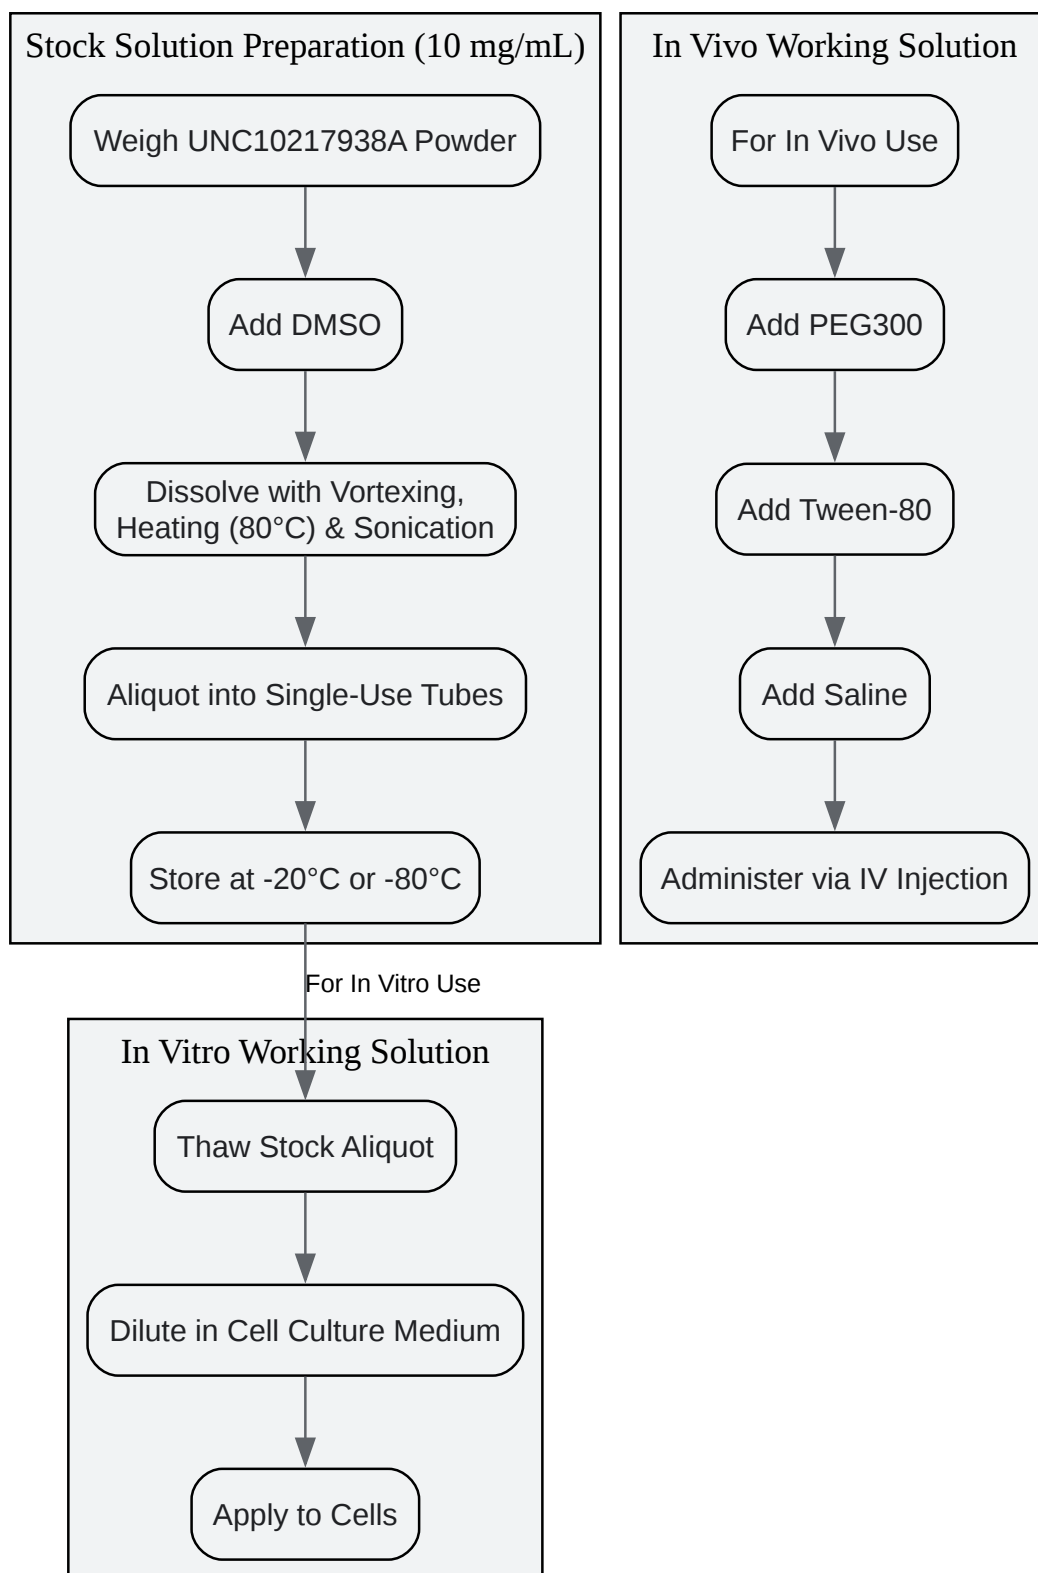 Stock Solution Preparation (10 mg/mL)
Weigh UNC10217938A Powder
Add DMSO
Dissolve with Vortexing,
Heating (80°C) & Sonication
Aliquot into Single-Use Tubes
Store at -20°C or -80°C
For In Vitro Use
In Vitro Working Solution
Thaw Stock Aliquot
Dilute in Cell Culture Medium
Apply to Cells
In Vivo Working Solution
For In Vivo Use
Add PEG300
Add Tween-80
Add Saline
Administer via IV Injection